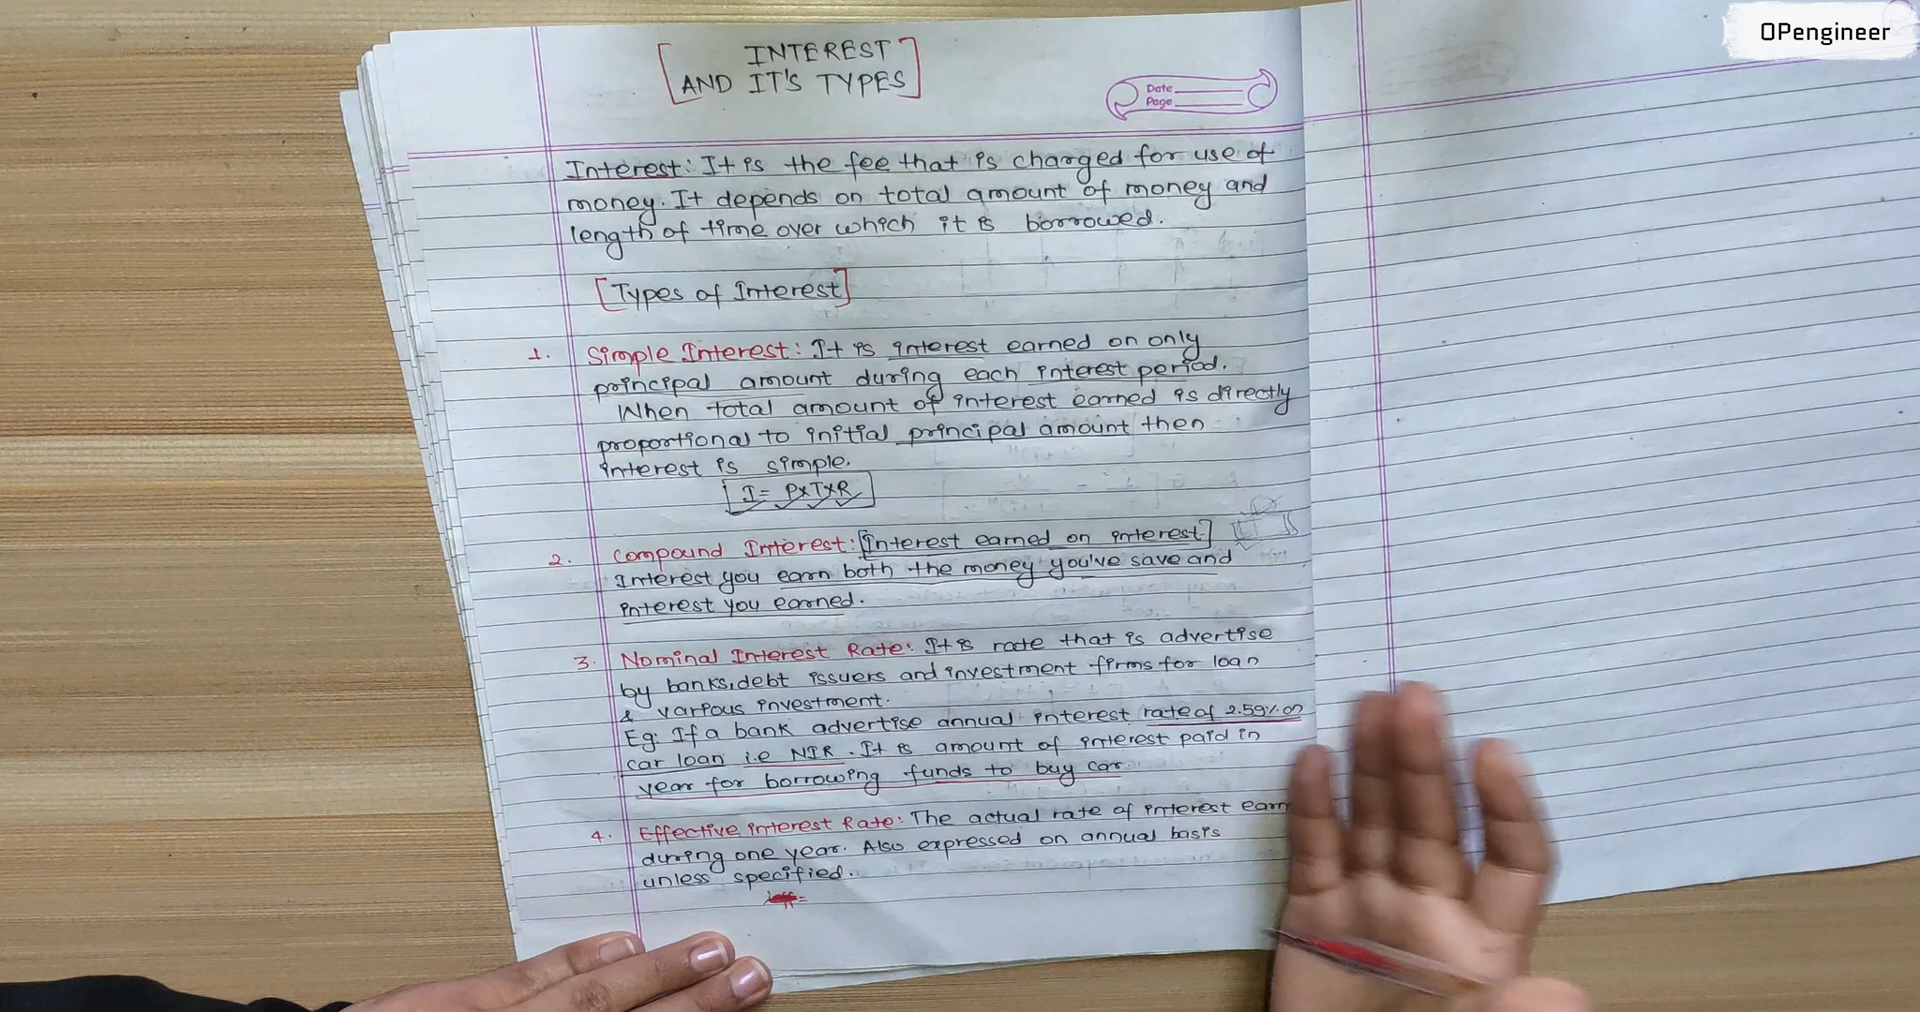 OPengineer
INTEREST
AND IT'S TYPES
Date
Page
Interest: It is the fee that is charged for use of
money. It depends on total amount of money and
length of time over which it is borrowed.
[Types of Interest]
1. Simple Interest: It is interest earned on only
principal amount during each interest period.
When total amount of interest earned is directly
proportional to initial principal amount then
interest is simple.
I = P×T×R
2. Compound Interest: [Interest earned on interest]
Interest you earn both the money you've save and
interest you earned.
3. Nominal Interest Rate: It is rate that is advertise
by banks, debt issuers and investment firms for loan
& various investment.
Eg: If a bank advertise annual interest rate of 2.59% on
car loan i.e NIR. It is amount of interest paid in
year for borrowing funds to buy car.
4. Effective interest Rate: The actual rate of interest earn
during one year. Also expressed on annual basis
unless specified.